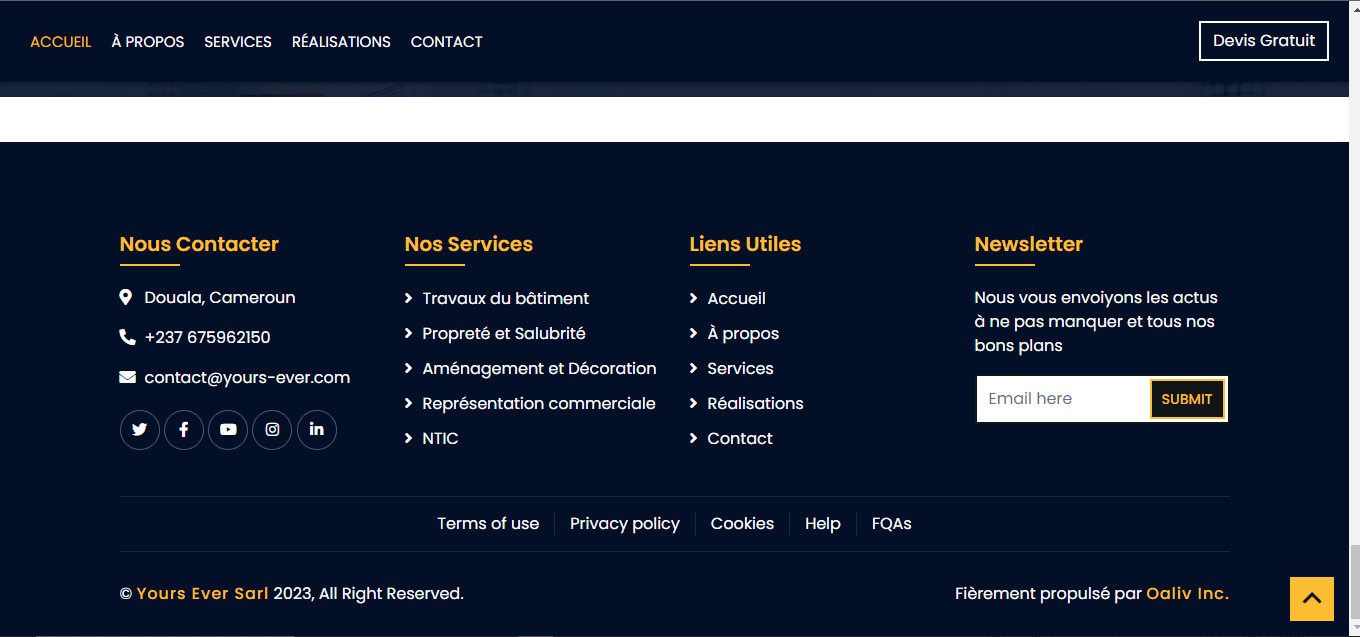 ACCUEIL À PROPOS SERVICES RÉALISATIONS CONTACT Devis Gratuit
Nous Contacter
Douala, Cameroun
+237 675962150
contact@yours-ever.com
Nos Services
Travaux du bâtiment
Propreté et Salubrité
Aménagement et Décoration
Représentation commerciale
NTIC
Liens Utiles
Accueil
À propos
Services
Réalisations
Contact
Newsletter
Nous vous envoiyons les actus
à ne pas manquer et tous nos
bons plans
Email here SUBMIT
Terms of use Privacy policy Cookies Help FQAs
© Yours Ever Sarl 2023, All Right Reserved.
Fièrement propulsé par Oaliv Inc.